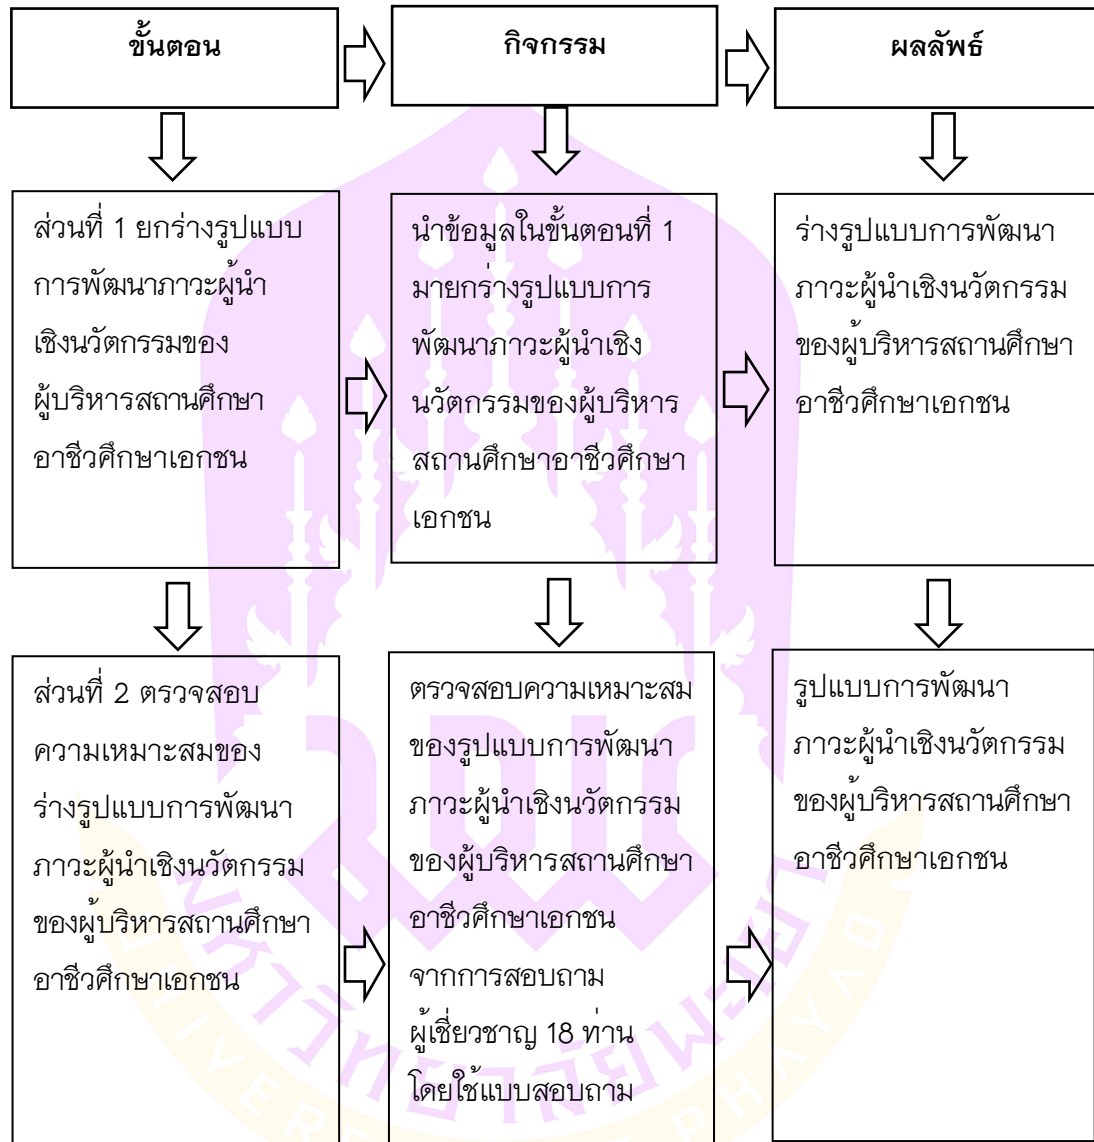 ขั้นตอน
กิจกรรม
ผลลัพธ์
ส่วนที่ 1 ยกร่างรูปแบบ
การพัฒนาภาวะผู้นำ
เชิงนวัตกรรมของ
ผู้บริหารสถานศึกษา
อาชีวศึกษาเอกชน
นำข้อมูลในขั้นตอนที่ 1
มายกร่างรูปแบบการ
พัฒนาภาวะผู้นำเชิง
นวัตกรรมของผู้บริหาร
สถานศึกษาอาชีวศึกษา
เอกชน
ร่างรูปแบบการพัฒนา
ภาวะผู้นำเชิงนวัตกรรม
ของผู้บริหารสถานศึกษา
อาชีวศึกษาเอกชน
ส่วนที่ 2 ตรวจสอบ
ความเหมาะสมของ
ร่างรูปแบบการพัฒนา
ภาวะผู้นำเชิงนวัตกรรม
ของผู้บริหารสถานศึกษา
อาชีวศึกษาเอกชน
ตรวจสอบความเหมาะสม
ของรูปแบบการพัฒนา
ภาวะผู้นำเชิงนวัตกรรม
ของผู้บริหารสถานศึกษา
อาชีวศึกษาเอกชน
จากการสอบถาม
ผู้เชี่ยวชาญ 18 ท่าน
โดยใช้แบบสอบถาม
รูปแบบการพัฒนา
ภาวะผู้นำเชิงนวัตกรรม
ของผู้บริหารสถานศึกษา
อาชีวศึกษาเอกชน
มหาวิทยาลัยพะเยา